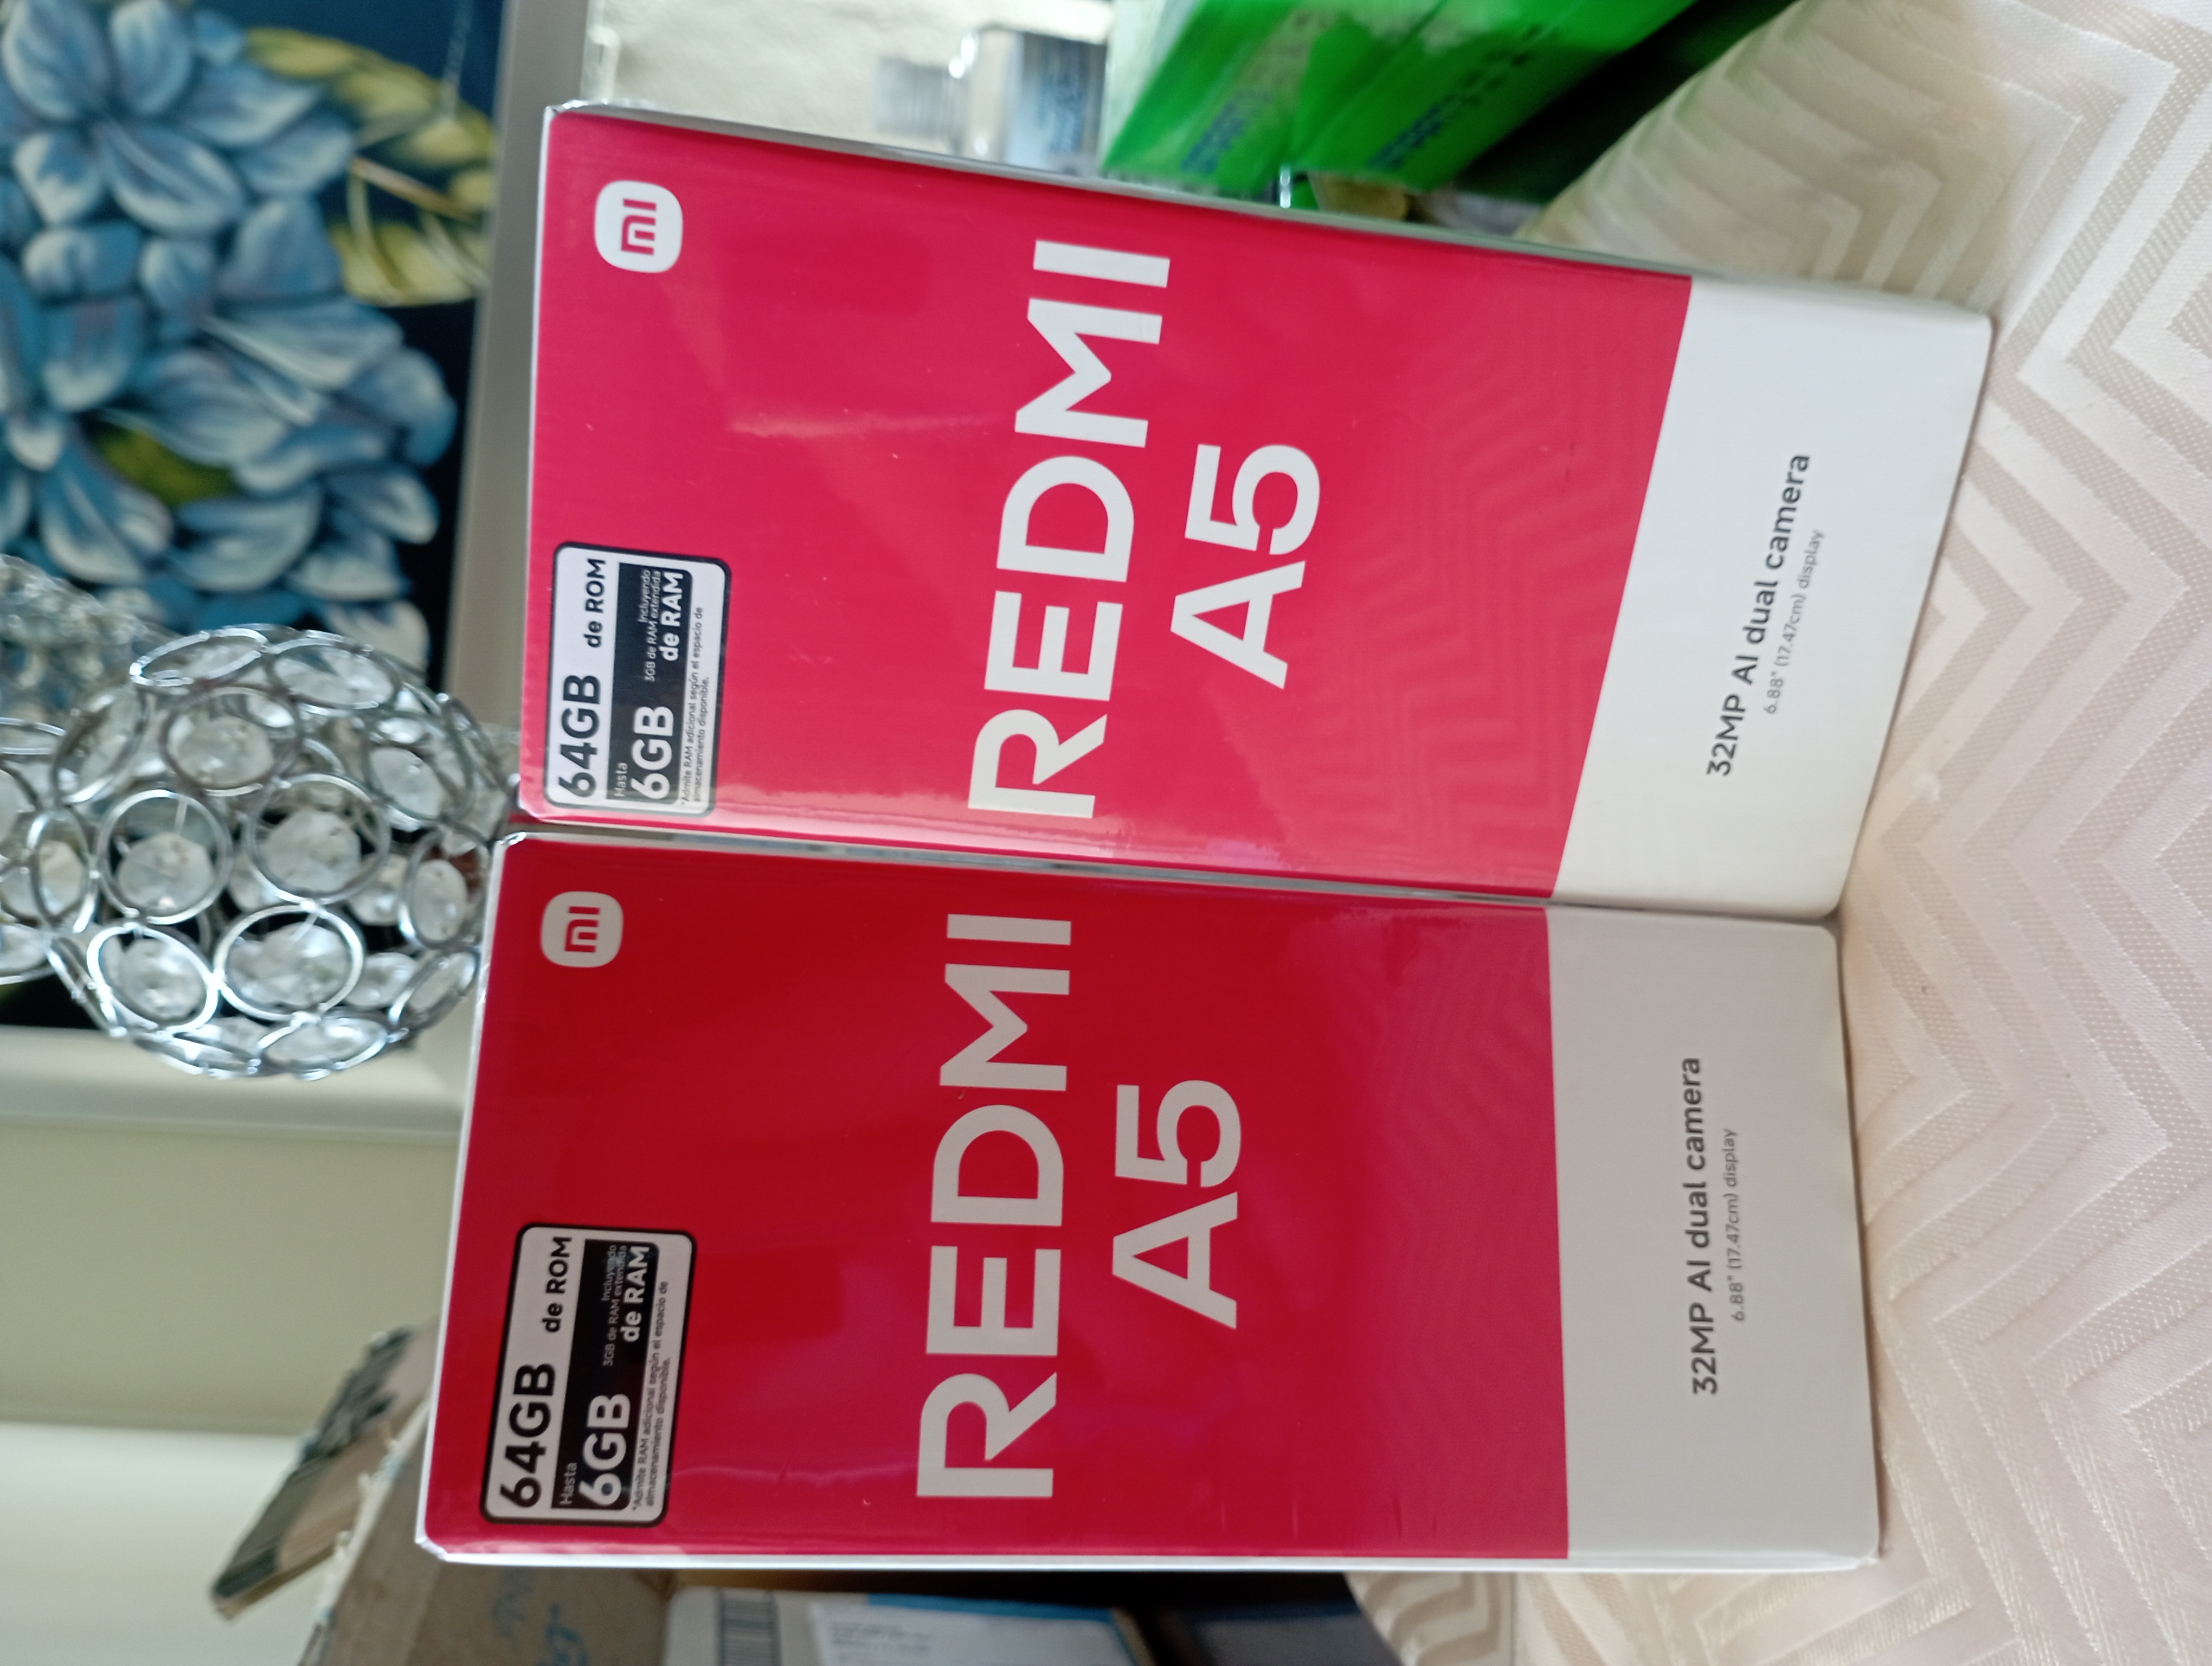 64GB de ROM
Hasta
6GB
Incluyendo
3GB de RAM extendida
de RAM
*Admite RAM adicional según el espacio de
almacenamiento disponible.
mi
REDMI
A5
32MP AI dual camera
6.88" (17.47cm) display
64GB de ROM
Hasta
6GB
Incluyendo
3GB de RAM extendida
de RAM
*Admite RAM adicional según el espacio de
almacenamiento disponible.
mi
REDMI
A5
32MP AI dual camera
6.88" (17.47cm) display